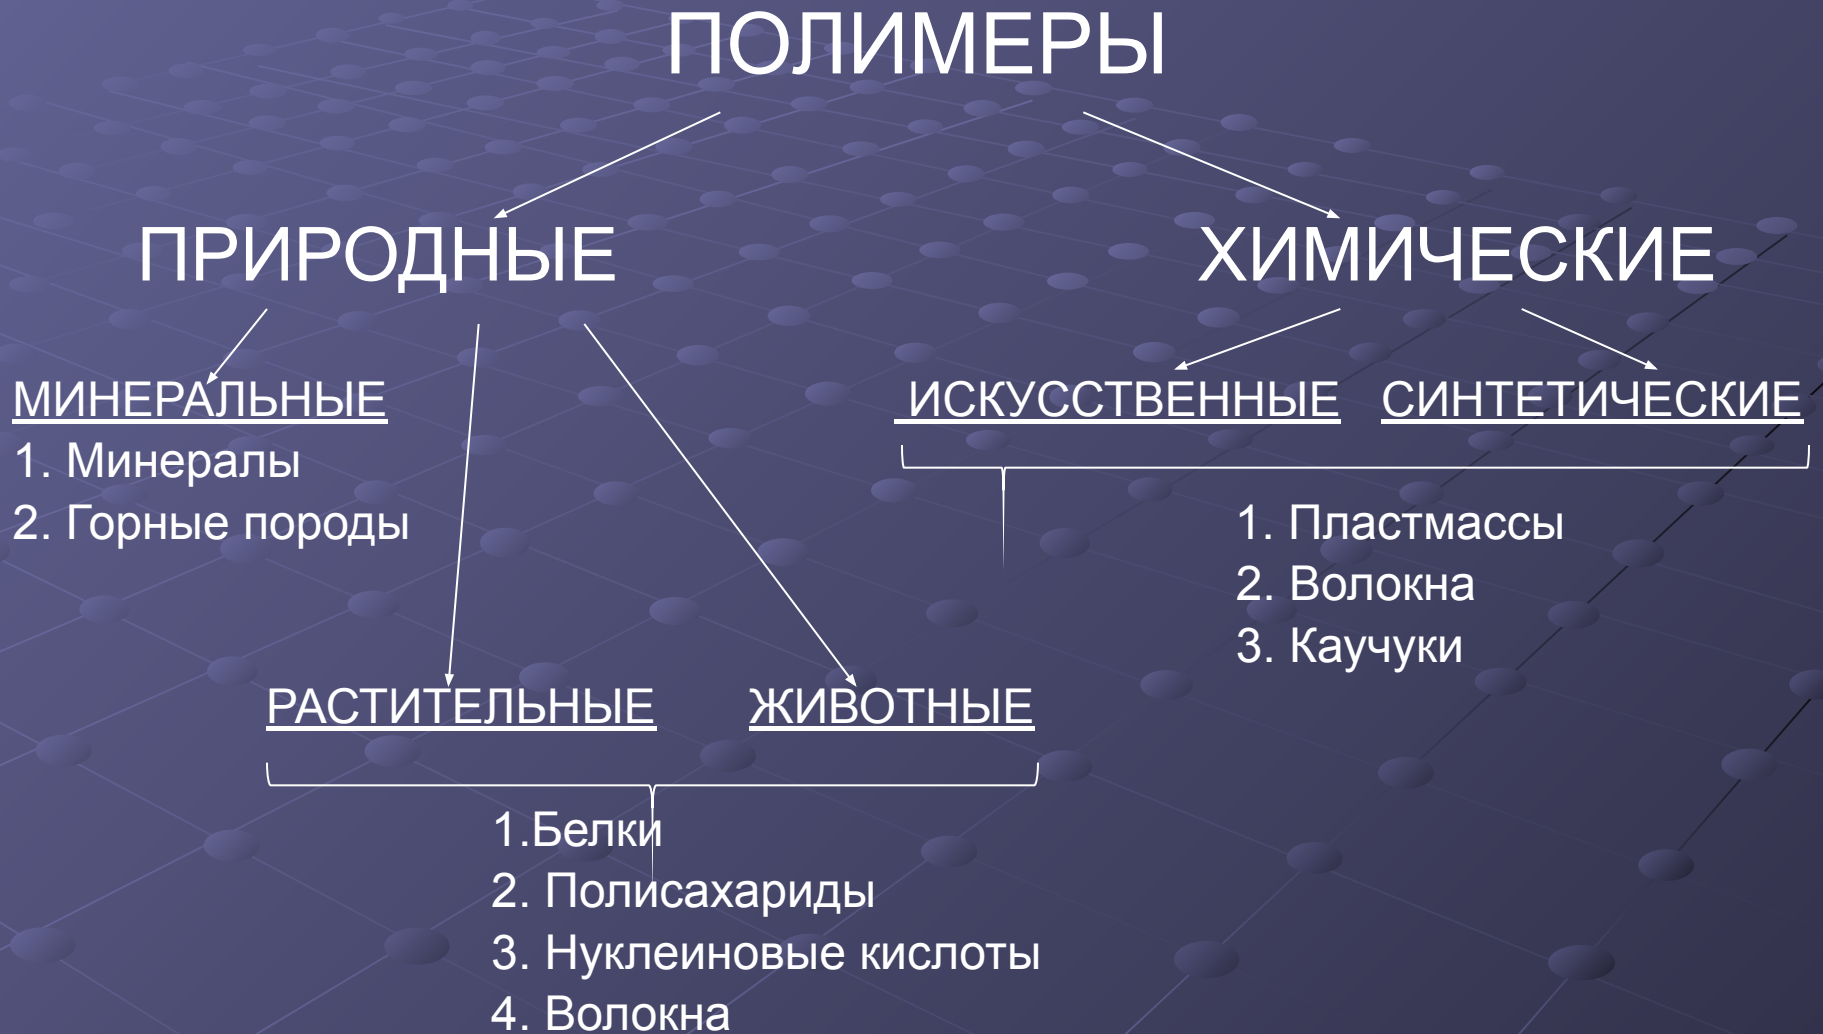 ПОЛИМЕРЫ
ПРИРОДНЫЕ
ХИМИЧЕСКИЕ
МИНЕРАЛЬНЫЕ
1. Минералы
2. Горные породы
ИСКУССТВЕННЫЕ
СИНТЕТИЧЕСКИЕ
1. Пластмассы
2. Волокна
3. Каучуки
РАСТИТЕЛЬНЫЕ
ЖИВОТНЫЕ
1.Белки
2. Полисахариды
3. Нуклеиновые кислоты
4. Волокна